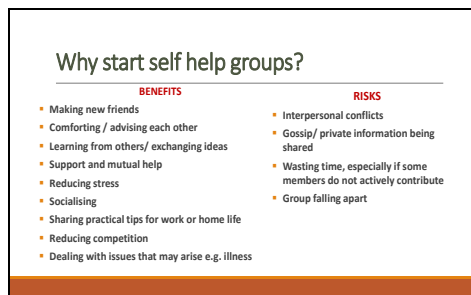 Why start self help groups?
BENEFITS
▪ Making new friends
▪ Comforting / advising each other
▪ Learning from others/ exchanging ideas
▪ Support and mutual help
▪ Reducing stress
▪ Socialising
▪ Sharing practical tips for work or home life
▪ Reducing competition
▪ Dealing with issues that may arise e.g. illness
RISKS
▪ Interpersonal conflicts
▪ Gossip/ private information being
shared
▪ Wasting time, especially if some
members do not actively contribute
▪ Group falling apart